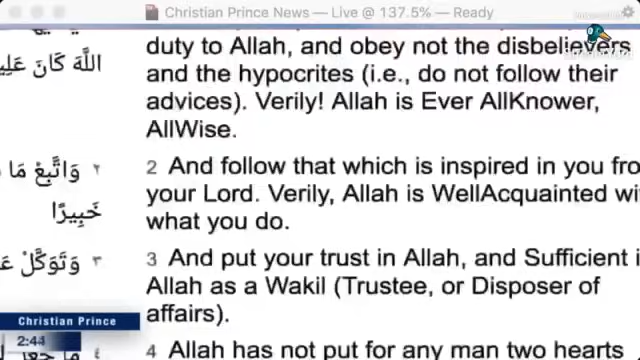 Christian Prince News — Live @ 137.5% — Ready
duty to Allah, and obey not the disbelievers
and the hypocrites (i.e., do not follow their
advices). Verily! Allah is Ever AllKnower,
AllWise.
اللَّهَ كَانَ
2 And follow that which is inspired in you
your Lord. Verily, Allah is WellAcquainted
what you do.
٢ وَاتَّبِعْ مَا
خَبِيرًا
3 And put your trust in Allah, and Sufficient
Allah as a Wakil (Trustee, or Disposer of
affairs).
٣ وَتَوَكَّلْ
4 Allah has not put for any man two hearts
Christian Prince
2:44